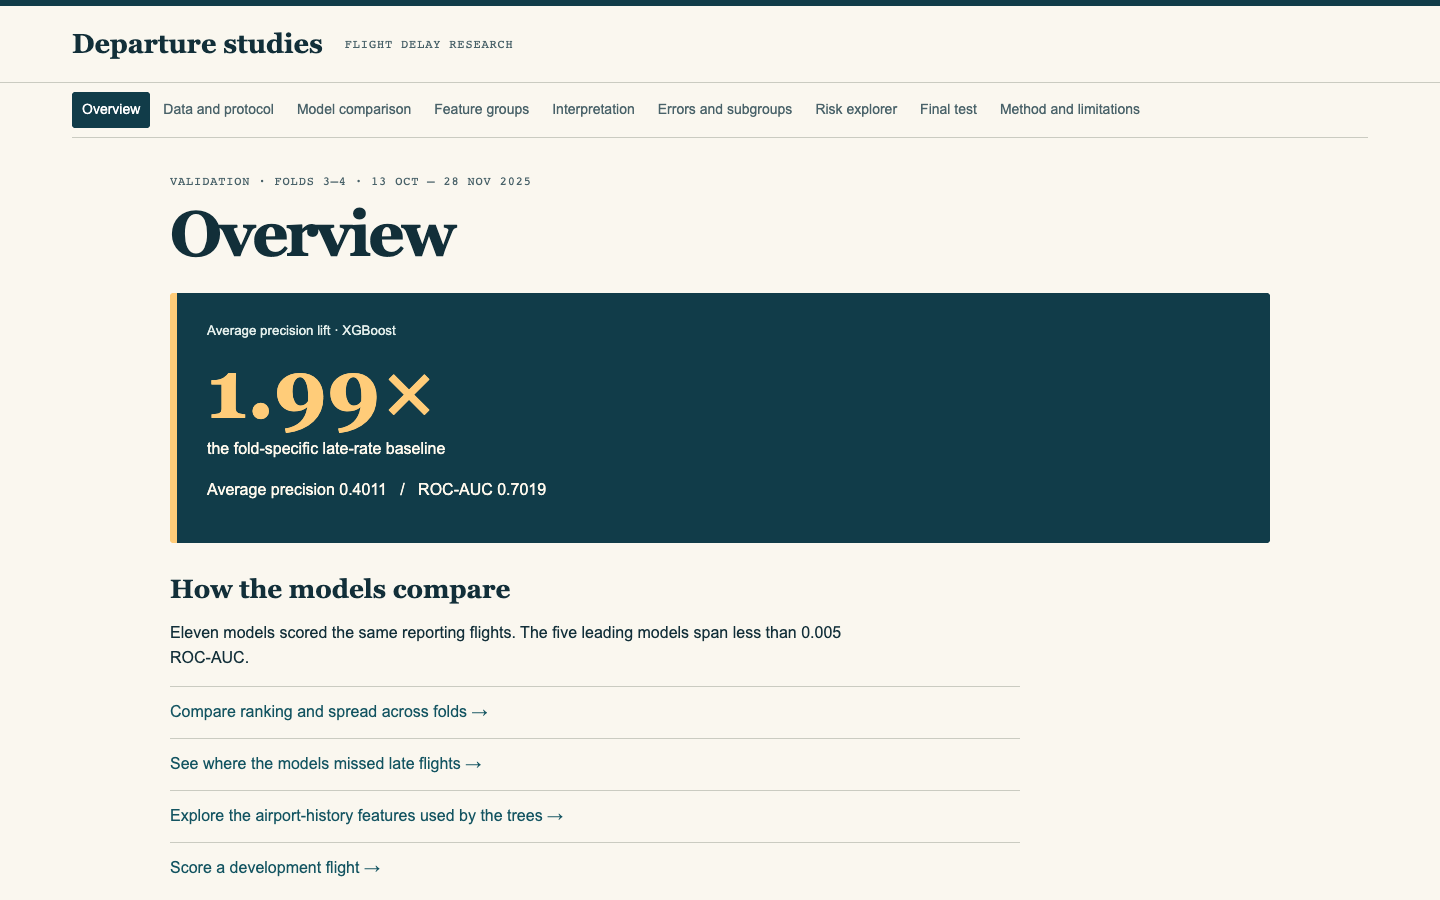 Departure studies FLIGHT DELAY RESEARCH
Overview Data and protocol Model comparison Feature groups Interpretation Errors and subgroups Risk explorer Final test Method and limitations
VALIDATION · FOLDS 3–4 · 13 OCT – 28 NOV 2025
Overview
Average precision lift · XGBoost
1.99×
the fold-specific late-rate baseline
Average precision 0.4011 / ROC-AUC 0.7019
How the models compare
Eleven models scored the same reporting flights. The five leading models span less than 0.005
ROC-AUC.
Compare ranking and spread across folds →
See where the models missed late flights →
Explore the airport-history features used by the trees →
Score a development flight →